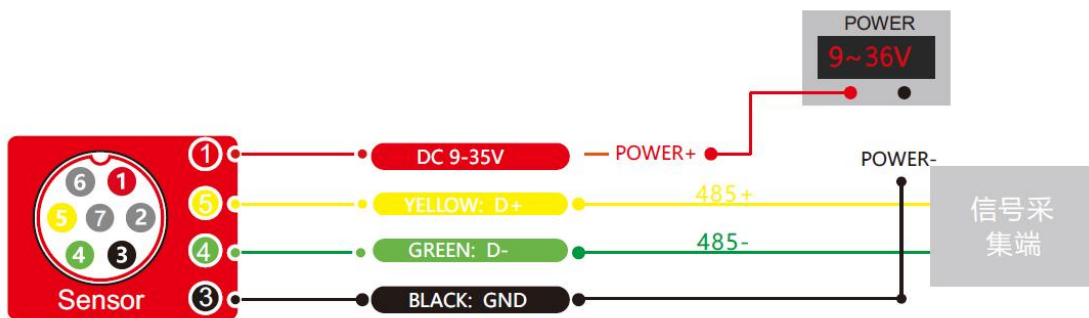 POWER
9~36V
① DC 9-35V POWER+
POWER-
6 1
5 7 2
4 3
Sensor
⑤ YELLOW: D+ 485+
④ GREEN: D- 485-
③ BLACK: GND
信号采
集端